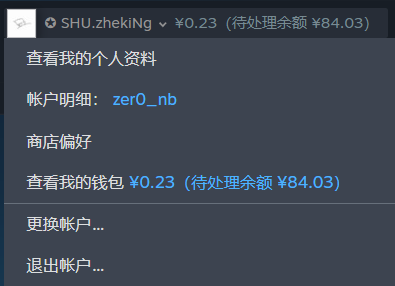 ✪ SHU.zhekiNg ⌄ ¥0.23 (待处理余额 ¥84.03)
查看我的个人资料
帐户明细： zer0_nb
商店偏好
查看我的钱包 ¥0.23 (待处理余额 ¥84.03)
更换帐户...
退出帐户...